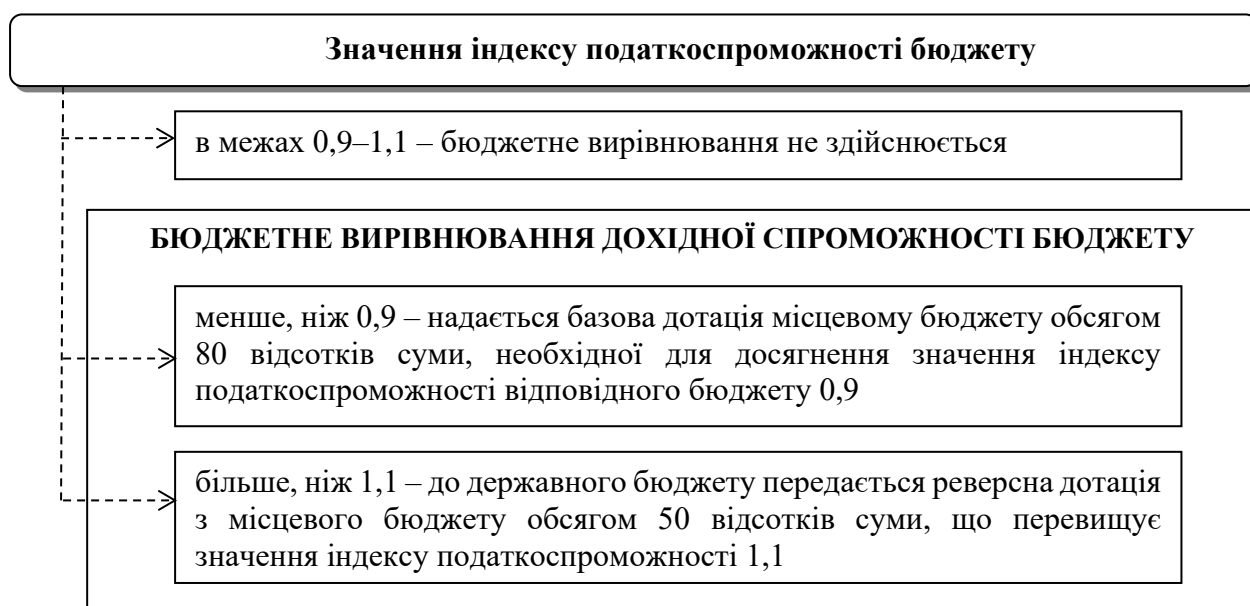 Значення індексу податкоспроможності бюджету
в межах 0,9–1,1 – бюджетне вирівнювання не здійснюється
БЮДЖЕТНЕ ВИРІВНЮВАННЯ ДОХІДНОЇ СПРОМОЖНОСТІ БЮДЖЕТУ
менше, ніж 0,9 – надається базова дотація місцевому бюджету обсягом
80 відсотків суми, необхідної для досягнення значення індексу
податкоспроможності відповідного бюджету 0,9
більше, ніж 1,1 – до державного бюджету передається реверсна дотація
з місцевого бюджету обсягом 50 відсотків суми, що перевищує
значення індексу податкоспроможності 1,1